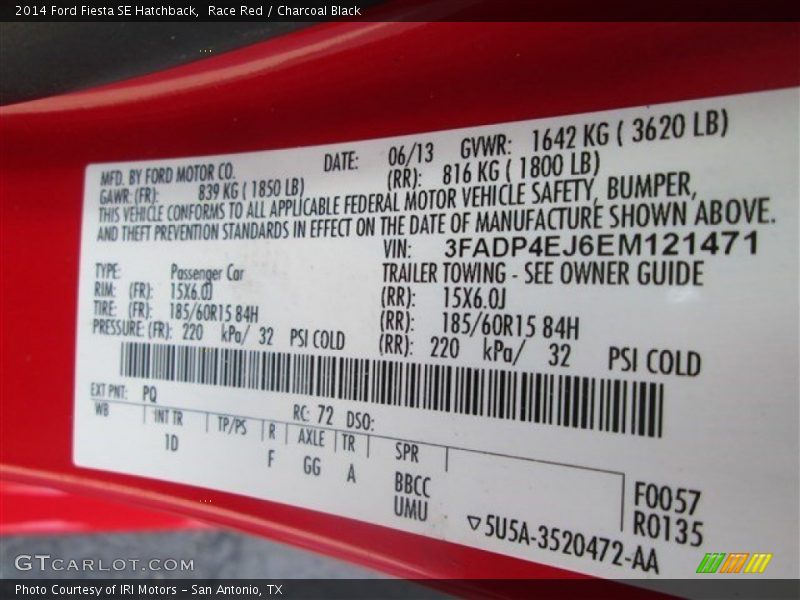 2014 Ford Fiesta SE Hatchback,  Race Red / Charcoal Black
MFD. BY FORD MOTOR CO. DATE: 06/13 GVWR: 1642 KG ( 3620 LB)
GAWR: (FR): 839 KG ( 1850 LB) (RR): 816 KG ( 1800 LB)
THIS VEHICLE CONFORMS TO ALL APPLICABLE FEDERAL MOTOR VEHICLE SAFETY, BUMPER,
AND THEFT PREVENTION STANDARDS IN EFFECT ON THE DATE OF MANUFACTURE SHOWN ABOVE.
VIN: 3FADP4EJ6EM121471
TYPE: Passenger Car TRAILER TOWING - SEE OWNER GUIDE
RIM: (FR): 15X6.0J (RR): 15X6.0J
TIRE: (FR): 185/60R15 84H (RR): 185/60R15 84H
PRESSURE: (FR): 220 kPa/ 32 PSI COLD (RR): 220 kPa/ 32 PSI COLD
EXT PNT: PQ RC: 72 DSO:
WB INT TR TP/PS R AXLE TR SPR
1D F GG A BBCC
UMU
F0057
R0135
▽5U5A-3520472-AA
GTCARLOT.COM
Photo Courtesy of IRI Motors - San Antonio, TX